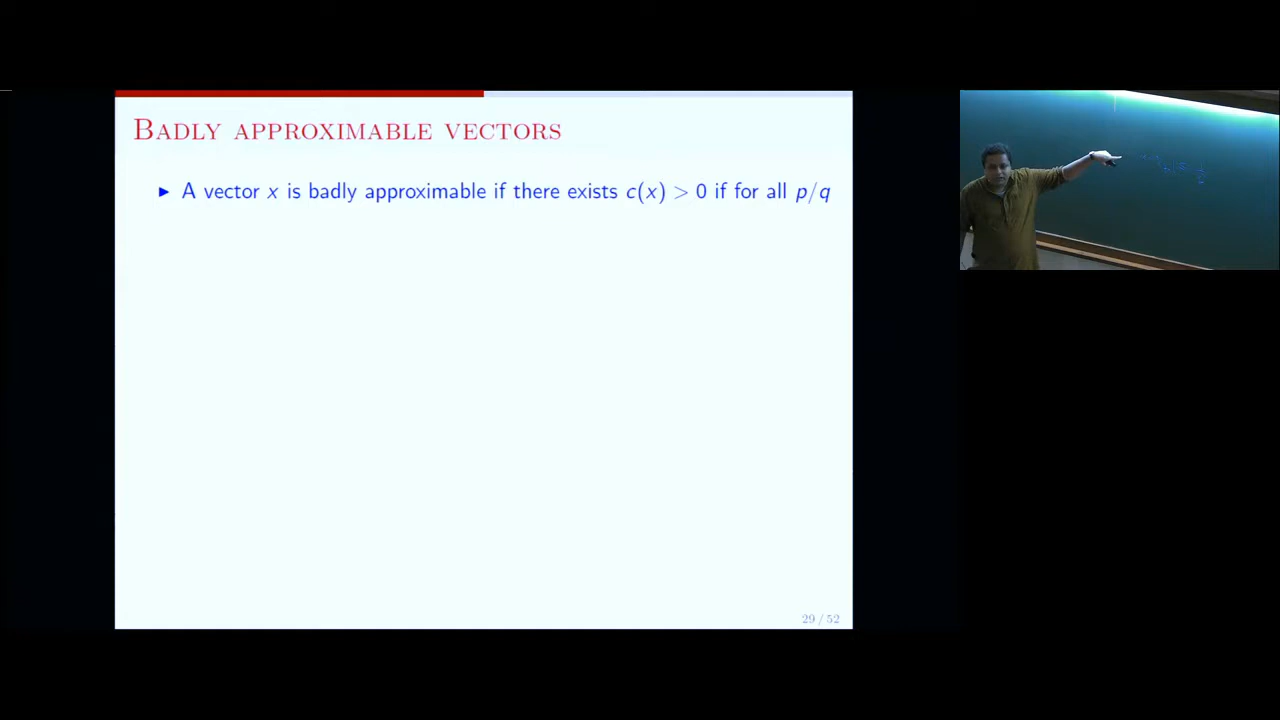 Badly approximable vectors
▶ A vector x is badly approximable if there exists c(x) > 0 if for all p/q
29 / 52